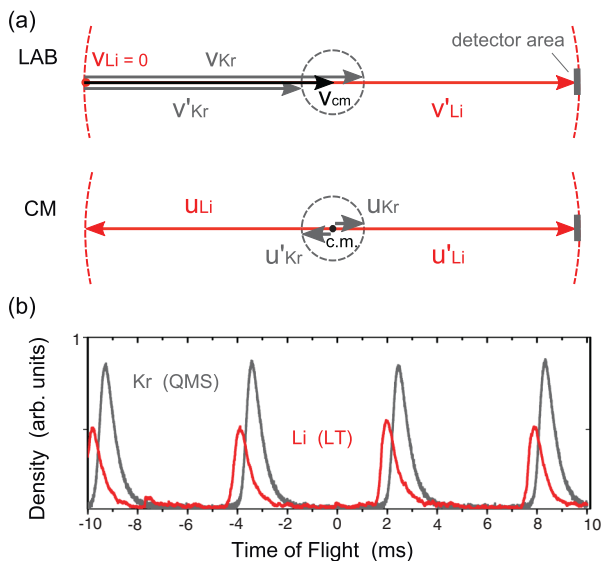 (a)
LAB
vLi = 0
vKr
detector area
v'Kr
vcm
v'Li
CM
uLi
uKr
u'Kr
c.m.
u'Li
(b)
1
Kr (QMS)
Li (LT)
Density (arb. units)
-10 -8 -6 -4 -2 0 2 4 6 8 10
Time of Flight (ms)